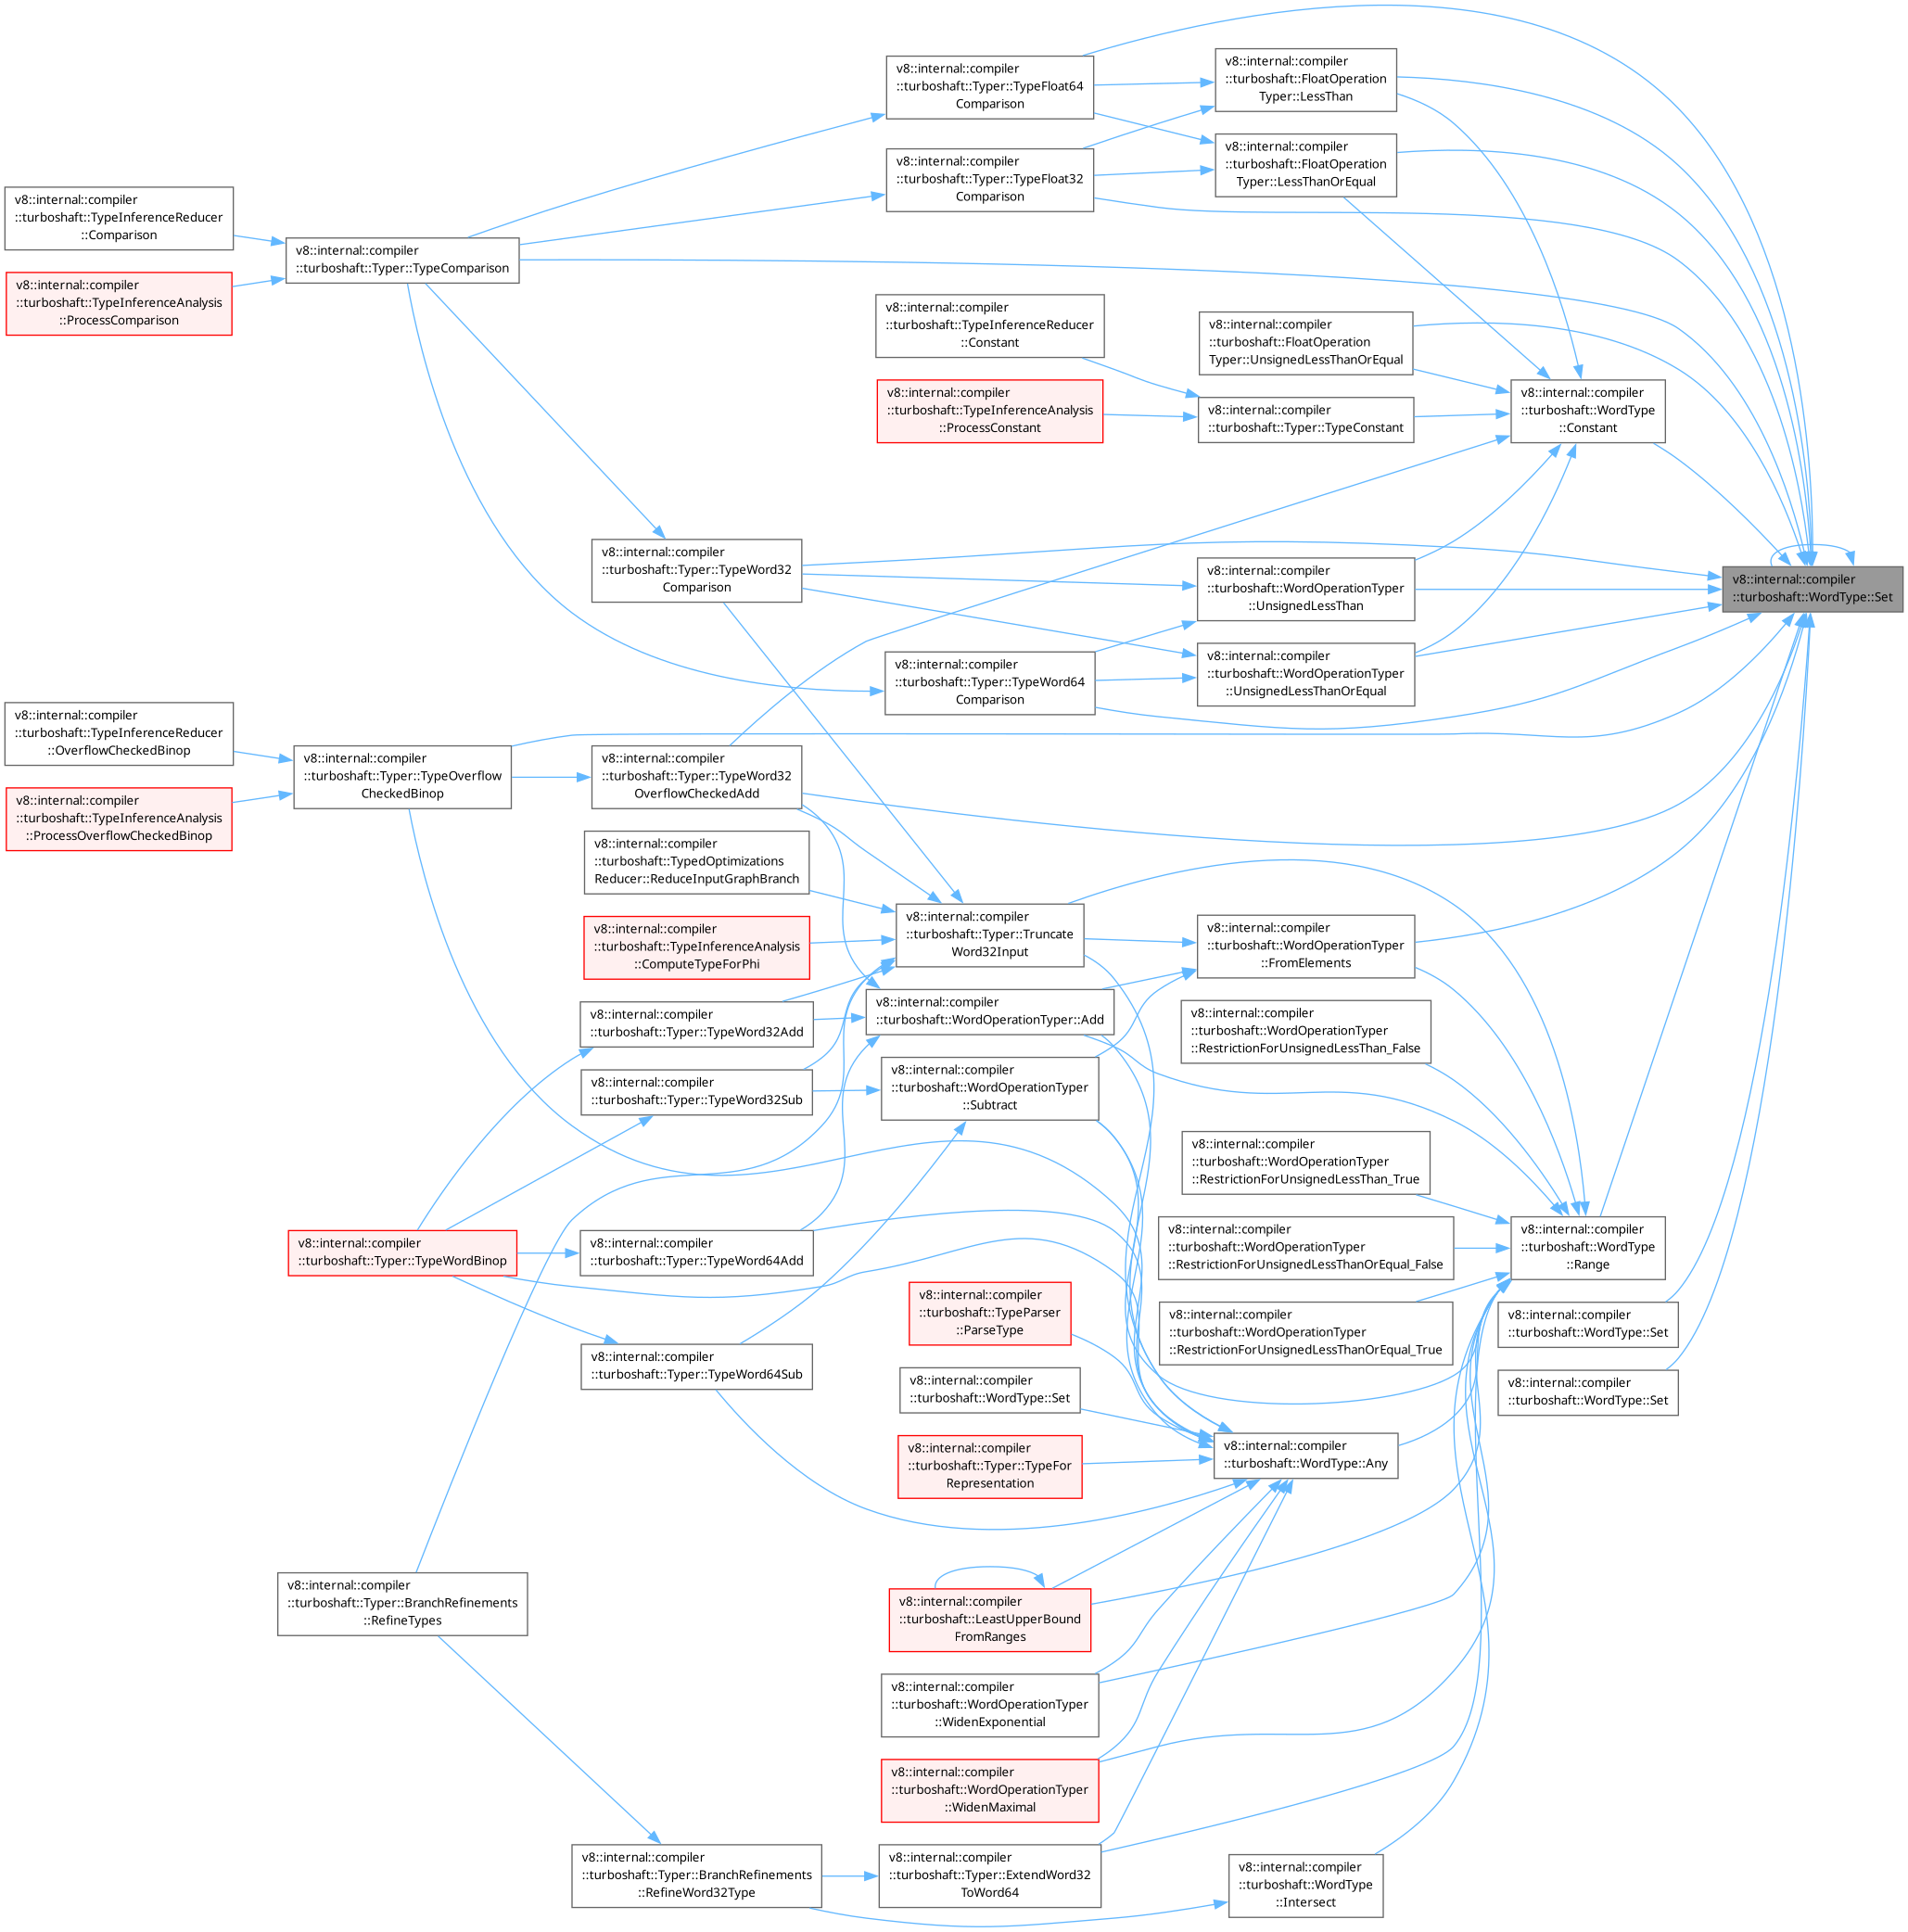 v8::internal::compiler
::turboshaft::Typer::TypeFloat64
Comparison
v8::internal::compiler
::turboshaft::FloatOperation
Typer::LessThan
v8::internal::compiler
::turboshaft::FloatOperation
Typer::LessThanOrEqual
v8::internal::compiler
::turboshaft::Typer::TypeFloat32
Comparison
v8::internal::compiler
::turboshaft::TypeInferenceReducer
::Comparison
v8::internal::compiler
::turboshaft::Typer::TypeComparison
v8::internal::compiler
::turboshaft::TypeInferenceAnalysis
::ProcessComparison
v8::internal::compiler
::turboshaft::TypeInferenceReducer
::Constant
v8::internal::compiler
::turboshaft::FloatOperation
Typer::UnsignedLessThanOrEqual
v8::internal::compiler
::turboshaft::TypeInferenceAnalysis
::ProcessConstant
v8::internal::compiler
::turboshaft::Typer::TypeConstant
v8::internal::compiler
::turboshaft::WordType
::Constant
v8::internal::compiler
::turboshaft::Typer::TypeWord32
Comparison
v8::internal::compiler
::turboshaft::WordOperationTyper
::UnsignedLessThan
v8::internal::compiler
::turboshaft::WordType::Set
v8::internal::compiler
::turboshaft::WordOperationTyper
::UnsignedLessThanOrEqual
v8::internal::compiler
::turboshaft::Typer::TypeWord64
Comparison
v8::internal::compiler
::turboshaft::TypeInferenceReducer
::OverflowCheckedBinop
v8::internal::compiler
::turboshaft::Typer::TypeOverflow
CheckedBinop
v8::internal::compiler
::turboshaft::Typer::TypeWord32
OverflowCheckedAdd
v8::internal::compiler
::turboshaft::TypeInferenceAnalysis
::ProcessOverflowCheckedBinop
v8::internal::compiler
::turboshaft::TypedOptimizations
Reducer::ReduceInputGraphBranch
v8::internal::compiler
::turboshaft::TypeInferenceAnalysis
::ComputeTypeForPhi
v8::internal::compiler
::turboshaft::Typer::Truncate
Word32Input
v8::internal::compiler
::turboshaft::WordOperationTyper
::FromElements
v8::internal::compiler
::turboshaft::Typer::TypeWord32Add
v8::internal::compiler
::turboshaft::WordOperationTyper::Add
v8::internal::compiler
::turboshaft::WordOperationTyper
::RestrictionForUnsignedLessThan_False
v8::internal::compiler
::turboshaft::Typer::TypeWord32Sub
v8::internal::compiler
::turboshaft::WordOperationTyper
::Subtract
v8::internal::compiler
::turboshaft::WordOperationTyper
::RestrictionForUnsignedLessThan_True
v8::internal::compiler
::turboshaft::Typer::TypeWordBinop
v8::internal::compiler
::turboshaft::Typer::TypeWord64Add
v8::internal::compiler
::turboshaft::WordOperationTyper
::RestrictionForUnsignedLessThanOrEqual_False
v8::internal::compiler
::turboshaft::WordType
::Range
v8::internal::compiler
::turboshaft::TypeParser
::ParseType
v8::internal::compiler
::turboshaft::WordOperationTyper
::RestrictionForUnsignedLessThanOrEqual_True
v8::internal::compiler
::turboshaft::WordType::Set
v8::internal::compiler
::turboshaft::Typer::TypeWord64Sub
v8::internal::compiler
::turboshaft::WordType::Set
v8::internal::compiler
::turboshaft::WordType::Set
v8::internal::compiler
::turboshaft::Typer::TypeFor
Representation
v8::internal::compiler
::turboshaft::WordType::Any
v8::internal::compiler
::turboshaft::Typer::BranchRefinements
::RefineTypes
v8::internal::compiler
::turboshaft::LeastUpperBound
FromRanges
v8::internal::compiler
::turboshaft::WordOperationTyper
::WidenExponential
v8::internal::compiler
::turboshaft::WordOperationTyper
::WidenMaximal
v8::internal::compiler
::turboshaft::Typer::BranchRefinements
::RefineWord32Type
v8::internal::compiler
::turboshaft::Typer::ExtendWord32
ToWord64
v8::internal::compiler
::turboshaft::WordType
::Intersect